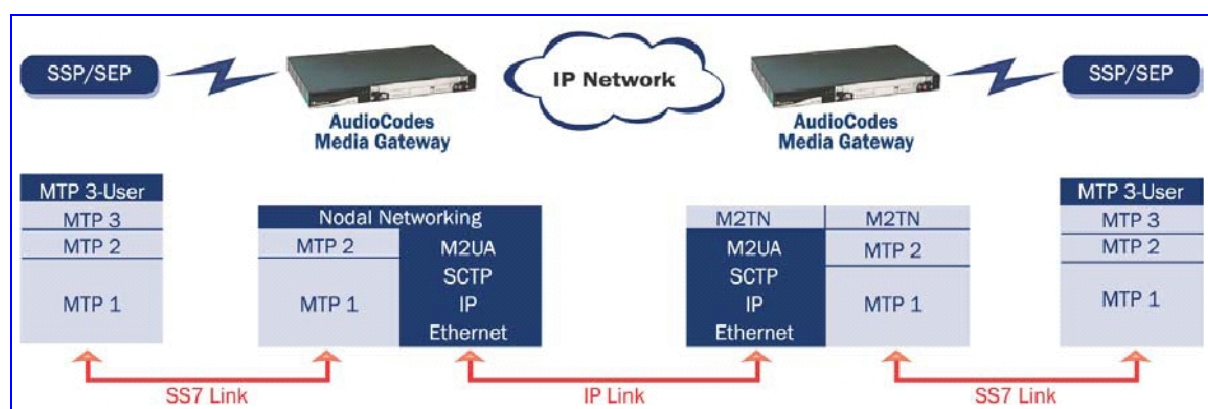 SSP/SEP
AudioCodes
Media Gateway
IP Network
AudioCodes
Media Gateway
SSP/SEP
MTP 3-User
MTP 3
MTP 2
MTP 1
Nodal Networking
MTP 2
MTP 1
M2UA
SCTP
IP
Ethernet
M2TN
M2UA
SCTP
IP
Ethernet
M2TN
MTP 2
MTP 1
MTP 3-User
MTP 3
MTP 2
MTP 1
SS7 Link
IP Link
SS7 Link